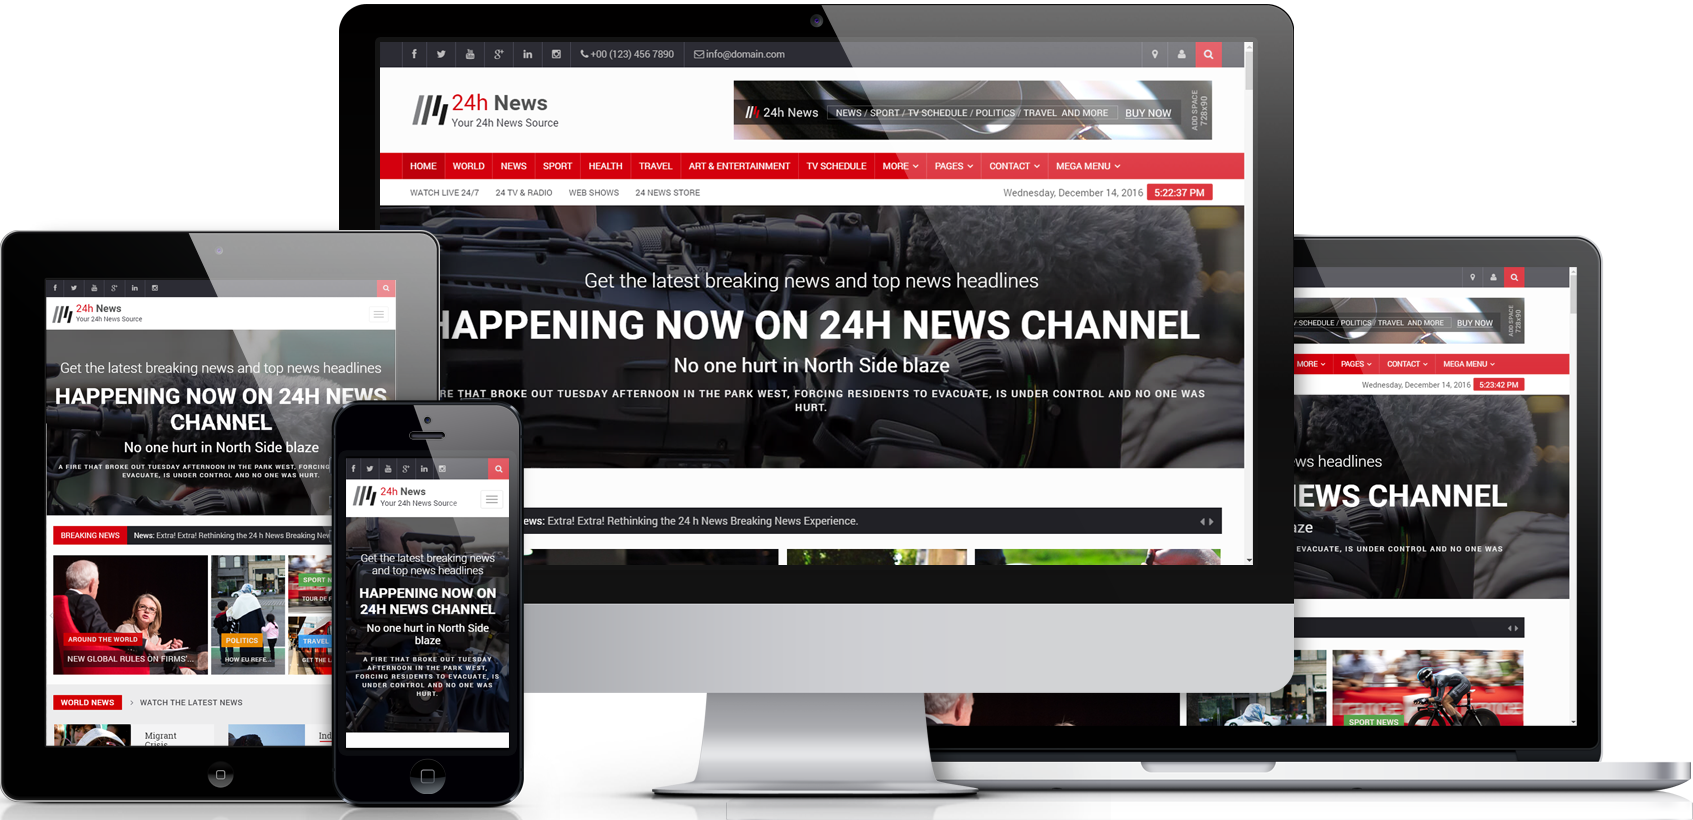 +00 (123) 456 7890
info@domain.com
24h News
Your 24h News Source
24h News
NEWS / SPORT / TV SCHEDULE / POLITICS / TRAVEL AND MORE
BUY NOW
ADD SPACE
728x90
HOME WORLD NEWS SPORT HEALTH TRAVEL ART & ENTERTAINMENT TV SCHEDULE MORE PAGES CONTACT MEGA MENU
WATCH LIVE 24/7 24 TV & RADIO WEB SHOWS 24 NEWS STORE
Wednesday, December 14, 2016 5:22:37 PM
Get the latest breaking news and top news headlines
HAPPENING NOW ON 24H NEWS CHANNEL
No one hurt in North Side blaze
RE THAT BROKE OUT TUESDAY AFTERNOON IN THE PARK WEST, FORCING RESIDENTS TO EVACUATE, IS UNDER CONTROL AND NO ONE WAS
HURT.
ews: Extra! Extra! Rethinking the 24 h News Breaking News Experience.
24h News
Your 24h News Source
Get the latest breaking news and top news headlines
HAPPENING NOW ON 24H NEWS
CHANNEL
No one hurt in North Side blaze
A FIRE THAT BROKE OUT TUESDAY AFTERNOON IN THE PARK WEST, FORCING
EVACUATE, IS UNDER CONTROL AND NO ONE WAS HURT.
BREAKING NEWS
News: Extra! Extra! Rethinking the 24 h News Breaking New
SPORT N
TOUR DE F
AROUND THE WORLD
NEW GLOBAL RULES ON FIRMS'...
POLITICS
HOW EU REFE...
TRAVEL
GET THE L
WORLD NEWS
WATCH THE LATEST NEWS
Migrant
Crisis
Ind
24h News
Your 24h News Source
Get the latest breaking news
and top news headlines
HAPPENING NOW ON
24H NEWS CHANNEL
No one hurt in North Side
blaze
A FIRE THAT BROKE OUT TUESDAY
AFTERNOON IN THE PARK WEST,
FORCING RESIDENTS TO EVACUATE, IS
UNDER CONTROL AND NO ONE WAS
HURT.
/ SCHEDULE / POLITICS / TRAVEL AND MORE
BUY NOW
ADD SPACE
728x90
MORE PAGES CONTACT MEGA MENU
Wednesday, December 14, 2016 5:23:42 PM
ws headlines
EWS CHANNEL
laze
EVACUATE, IS UNDER CONTROL AND NO ONE WAS
SPORT NEWS